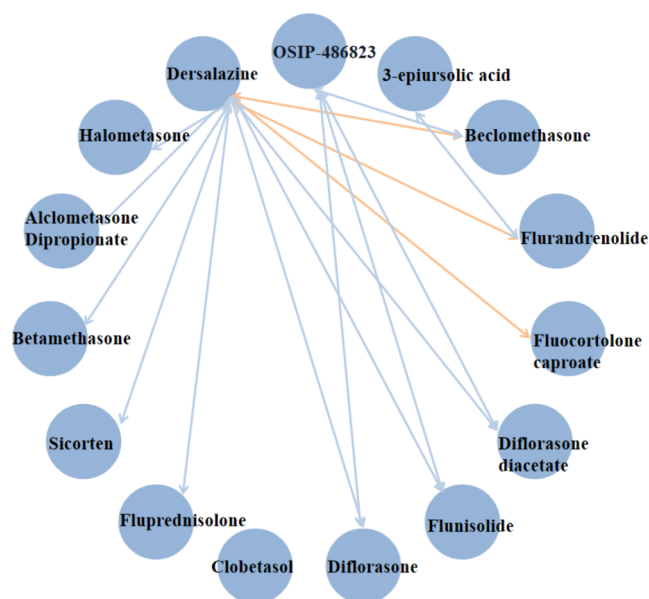 OSIP-486823
3-epiursolic acid
Dersalazine
Halometasone
Beclomethasone
Alclometasone
Dipropionate
Flurandrenolide
Betamethasone
Fluocortolone
caproate
Sicorten
Diflorasone
diacetate
Fluprednisolone
Flunisolide
Clobetasol
Diflorasone